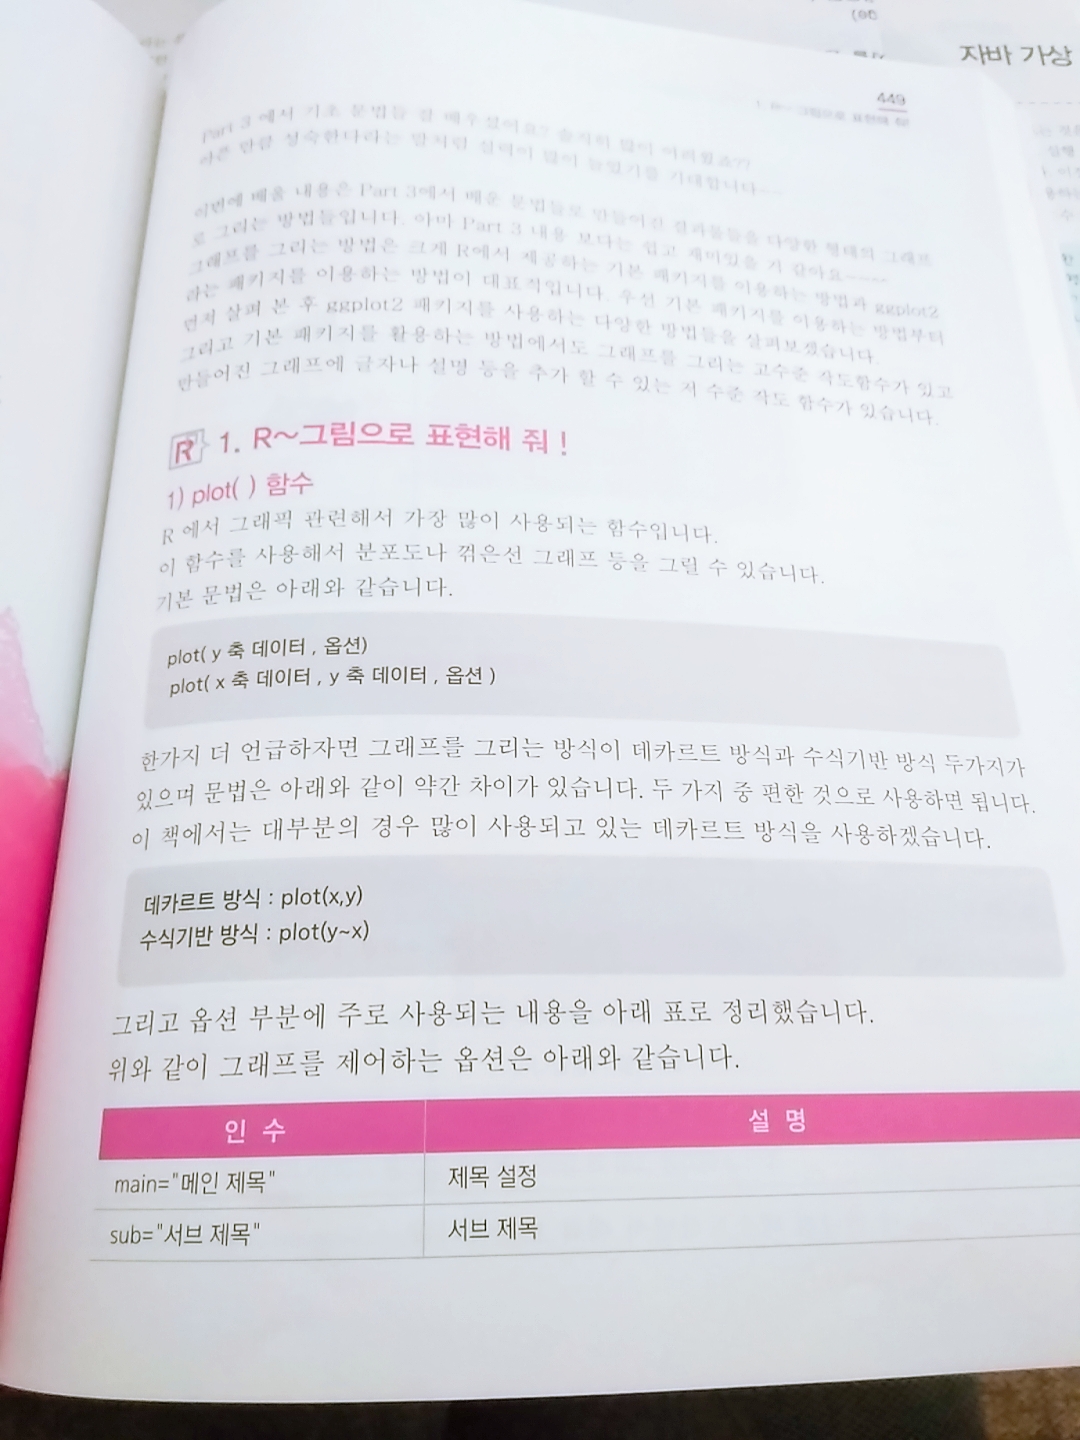 자바 가상
449
1. R~그림으로 표현해 줘!
Part 3 에서 기초 문법들 잘 배우셨어요? 솔직히 많이 어려웠죠??
아픈 만큼 성숙한다라는 말처럼 실력이 많이 늘었기를 기대합니다~~
이번에 배울 내용은 Part 3에서 배운 문법들로 만들어진 결과물들을 다양한 형태의 그래프
로 그리는 방법들입니다. 아마 Part 3 내용 보다는 쉽고 재미있을 거 같아요~~~~
그래프를 그리는 방법은 크게 R에서 제공하는 기본 패키지를 이용하는 방법과 ggplot2
라는 패키지를 이용하는 방법이 대표적입니다. 우선 기본 패키지를 이용하는 방법부터
먼저 살펴 본 후 ggplot2 패키지를 사용하는 다양한 방법들을 살펴보겠습니다.
그리고 기본 패키지를 활용하는 방법에서도 그래프를 그리는 고수준 작도함수가 있고
만들어진 그래프에 글자나 설명 등을 추가 할 수 있는 저 수준 작도 함수가 있습니다.
R 1. R~그림으로 표현해 줘 !
1) plot( ) 함수
R 에서 그래픽 관련해서 가장 많이 사용되는 함수입니다.
이 함수를 사용해서 분포도나 꺾은선 그래프 등을 그릴 수 있습니다.
기본 문법은 아래와 같습니다.
plot( y 축 데이터 , 옵션)
plot( x 축 데이터 , y 축 데이터 , 옵션 )
한가지 더 언급하자면 그래프를 그리는 방식이 데카르트 방식과 수식기반 방식 두가지가
있으며 문법은 아래와 같이 약간 차이가 있습니다. 두 가지 중 편한 것으로 사용하면 됩니다.
이 책에서는 대부분의 경우 많이 사용되고 있는 데카르트 방식을 사용하겠습니다.
데카르트 방식 : plot(x,y)
수식기반 방식 : plot(y~x)
그리고 옵션 부분에 주로 사용되는 내용을 아래 표로 정리했습니다.
위와 같이 그래프를 제어하는 옵션은 아래와 같습니다.
인 수 설 명
main="메인 제목" 제목 설정
sub="서브 제목" 서브 제목